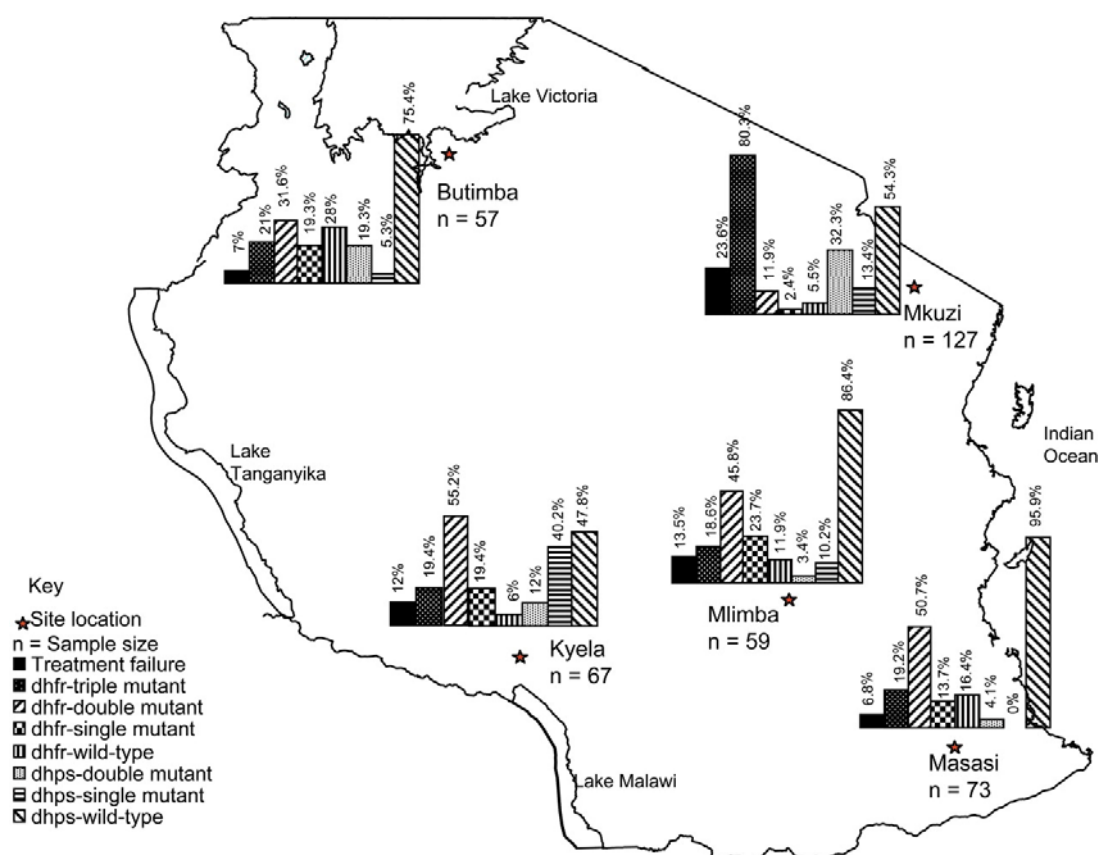 Lake Victoria
7%
21%
31.6%
19.3%
28%
19.3%
5.3%
75.4%
Butimba
n = 57
23.6%
80.3%
11.9%
2.4%
5.5%
32.3%
13.4%
54.3%
Mkuzi
n = 127
Indian
Ocean
Lake
Tanganyika
12%
19.4%
55.2%
19.4%
6%
12%
40.2%
47.8%
Kyela
n = 67
13.5%
18.6%
45.8%
23.7%
11.9%
3.4%
10.2%
86.4%
Mlimba
n = 59
6.8%
19.2%
50.7%
13.7%
16.4%
4.1%
0%
95.9%
Masasi
n = 73
Lake Malawi
Key
Site location
n = Sample size
Treatment failure
dhfr-triple mutant
dhfr-double mutant
dhfr-single mutant
dhfr-wild-type
dhps-double mutant
dhps-single mutant
dhps-wild-type